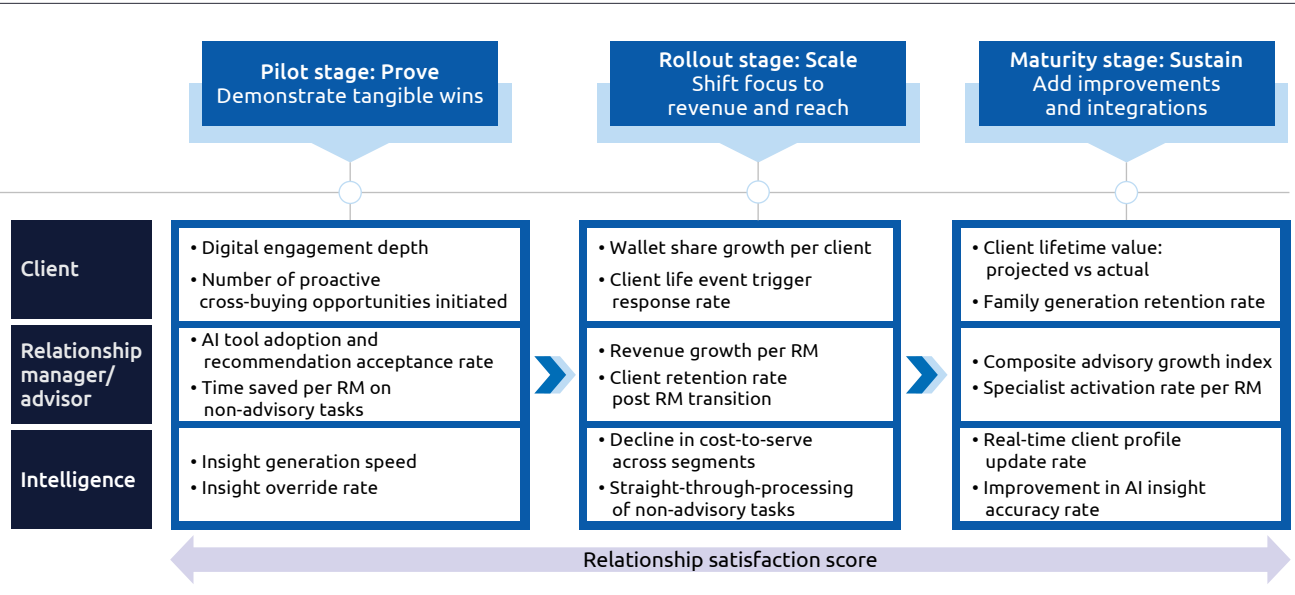 Pilot stage: Prove
Demonstrate tangible wins
Rollout stage: Scale
Shift focus to
revenue and reach
Maturity stage: Sustain
Add improvements
and integrations
Client
• Digital engagement depth
• Number of proactive
cross-buying opportunities initiated
• Wallet share growth per client
• Client life event trigger
response rate
• Client lifetime value:
projected vs actual
• Family generation retention rate
Relationship
manager/
advisor
• AI tool adoption and
recommendation acceptance rate
• Time saved per RM on
non-advisory tasks
• Revenue growth per RM
• Client retention rate
post RM transition
• Composite advisory growth index
• Specialist activation rate per RM
Intelligence
• Insight generation speed
• Insight override rate
• Decline in cost-to-serve
across segments
• Straight-through-processing
of non-advisory tasks
• Real-time client profile
update rate
• Improvement in AI insight
accuracy rate
Relationship satisfaction score